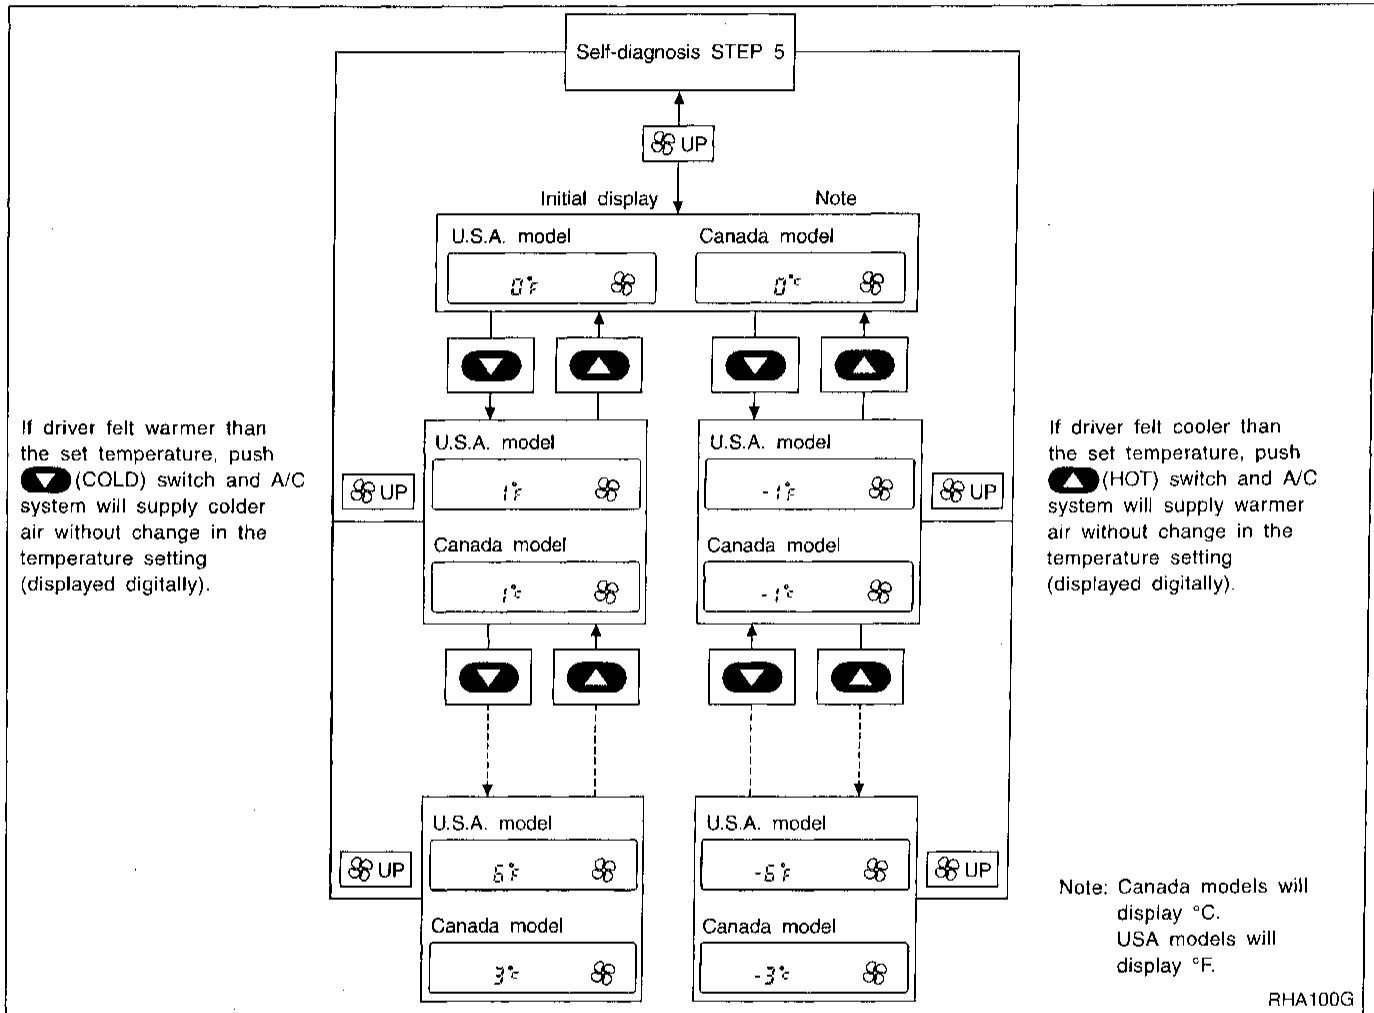 Self-diagnosis STEP 5
UP
Initial display
Note
U.S.A. model
Canada model
0°F
0°C
If driver felt warmer than
the set temperature, push
(COLD) switch and A/C
system will supply colder
air without change in the
temperature setting
(displayed digitally).
UP
U.S.A. model
1°F
Canada model
1°C
U.S.A. model
-1°F
Canada model
-1°C
UP
If driver felt cooler than
the set temperature, push
(HOT) switch and A/C
system will supply warmer
air without change in the
temperature setting
(displayed digitally).
UP
U.S.A. model
6°F
Canada model
3°C
U.S.A. model
-6°F
Canada model
-3°C
UP
Note: Canada models will
display °C.
USA models will
display °F.
RHA100G